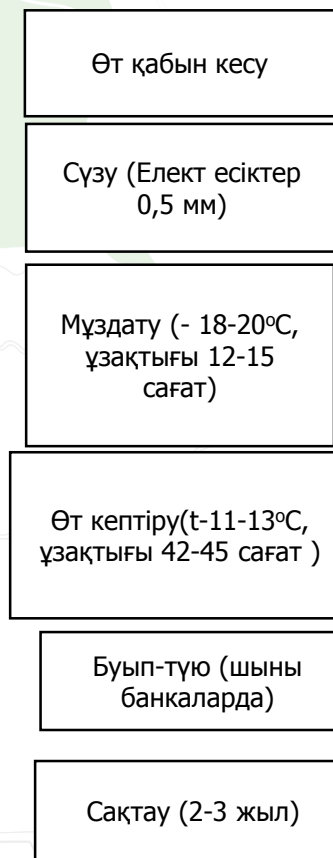 Өт қабын кесу
Сүзу (Елект есіктер
0,5 мм)
Мұздату (- 18-20ᵒС,
ұзақтығы 12-15
сағат)
Өт кептіру(t-11-13ᵒС,
ұзақтығы 42-45 сағат )
Буып-түю (шыны
банкаларда)
Сақтау (2-3 жыл)